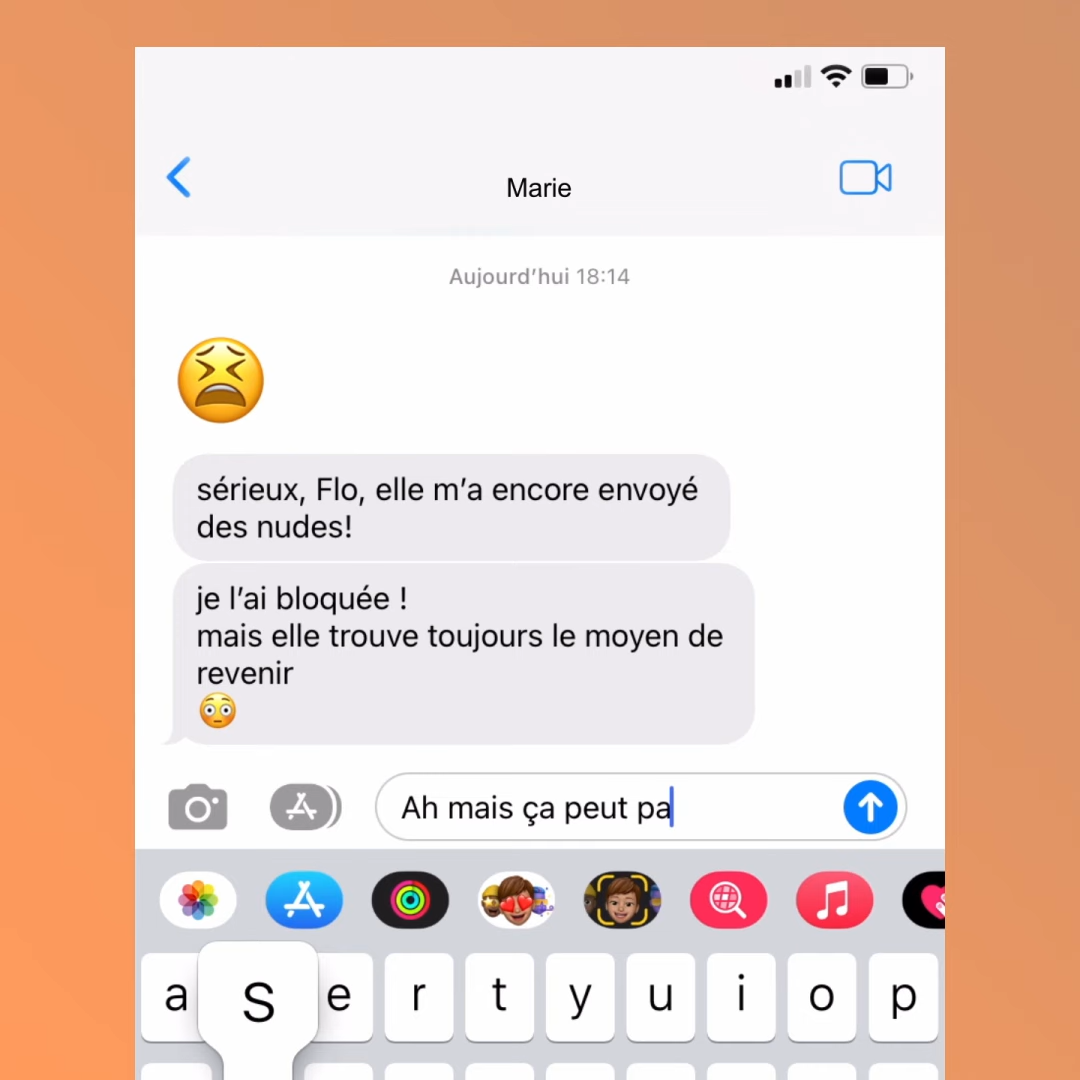 Marie
Aujourd’hui 18:14
sérieux, Flo, elle m’a encore envoyé
des nudes!
je l’ai bloquée !
mais elle trouve toujours le moyen de
revenir
Ah mais ça peut pa
a s e r t y u i o p